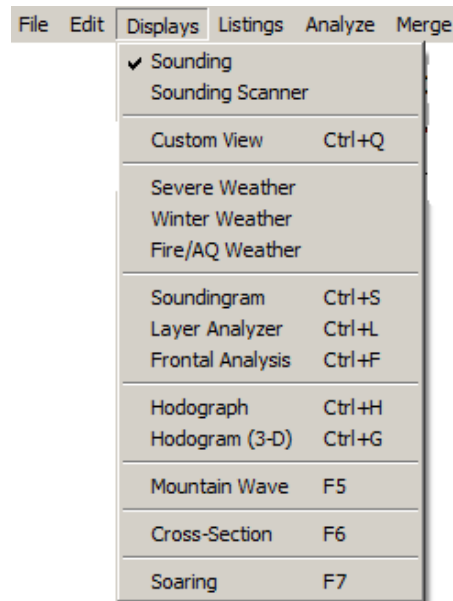 File Edit Displays Listings Analyze Merge
Sounding
Sounding Scanner
Custom View Ctrl+Q
Severe Weather
Winter Weather
Fire/AQ Weather
Soundingram Ctrl+S
Layer Analyzer Ctrl+L
Frontal Analysis Ctrl+F
Hodograph Ctrl+H
Hodogram (3-D) Ctrl+G
Mountain Wave F5
Cross-Section F6
Soaring F7